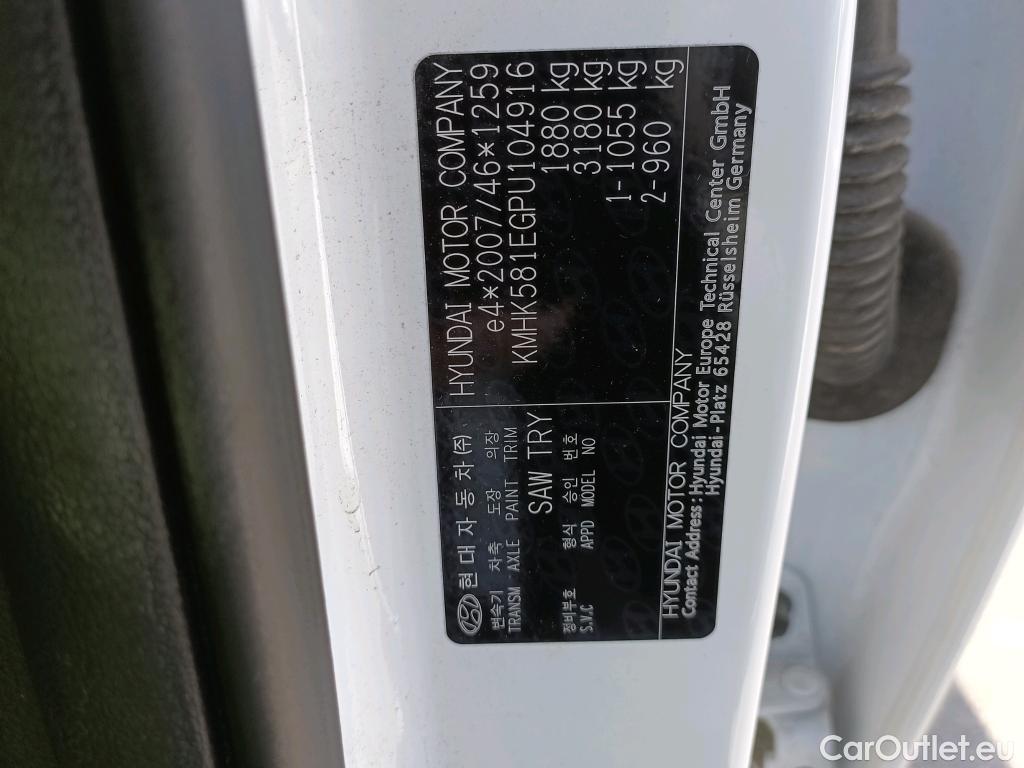 현대자동차(주)
변속기 차축 도장 의장
TRANSM AXLE PAINT TRIM
SAW TRY
정비부호 형식 승인 번호
S.V.C APPD MODEL NO
HYUNDAI MOTOR COMPANY
e4*2007/46*1259
KMHK581EGPU104916
1880 kg
3180 kg
1-1055 kg
2-960 kg
HYUNDAI MOTOR COMPANY
Contact Address : Hyundai Motor Europe Technical Center GmbH
Hyundai-Platz 65428 Rüsselsheim Germany
CarOutlet.eu